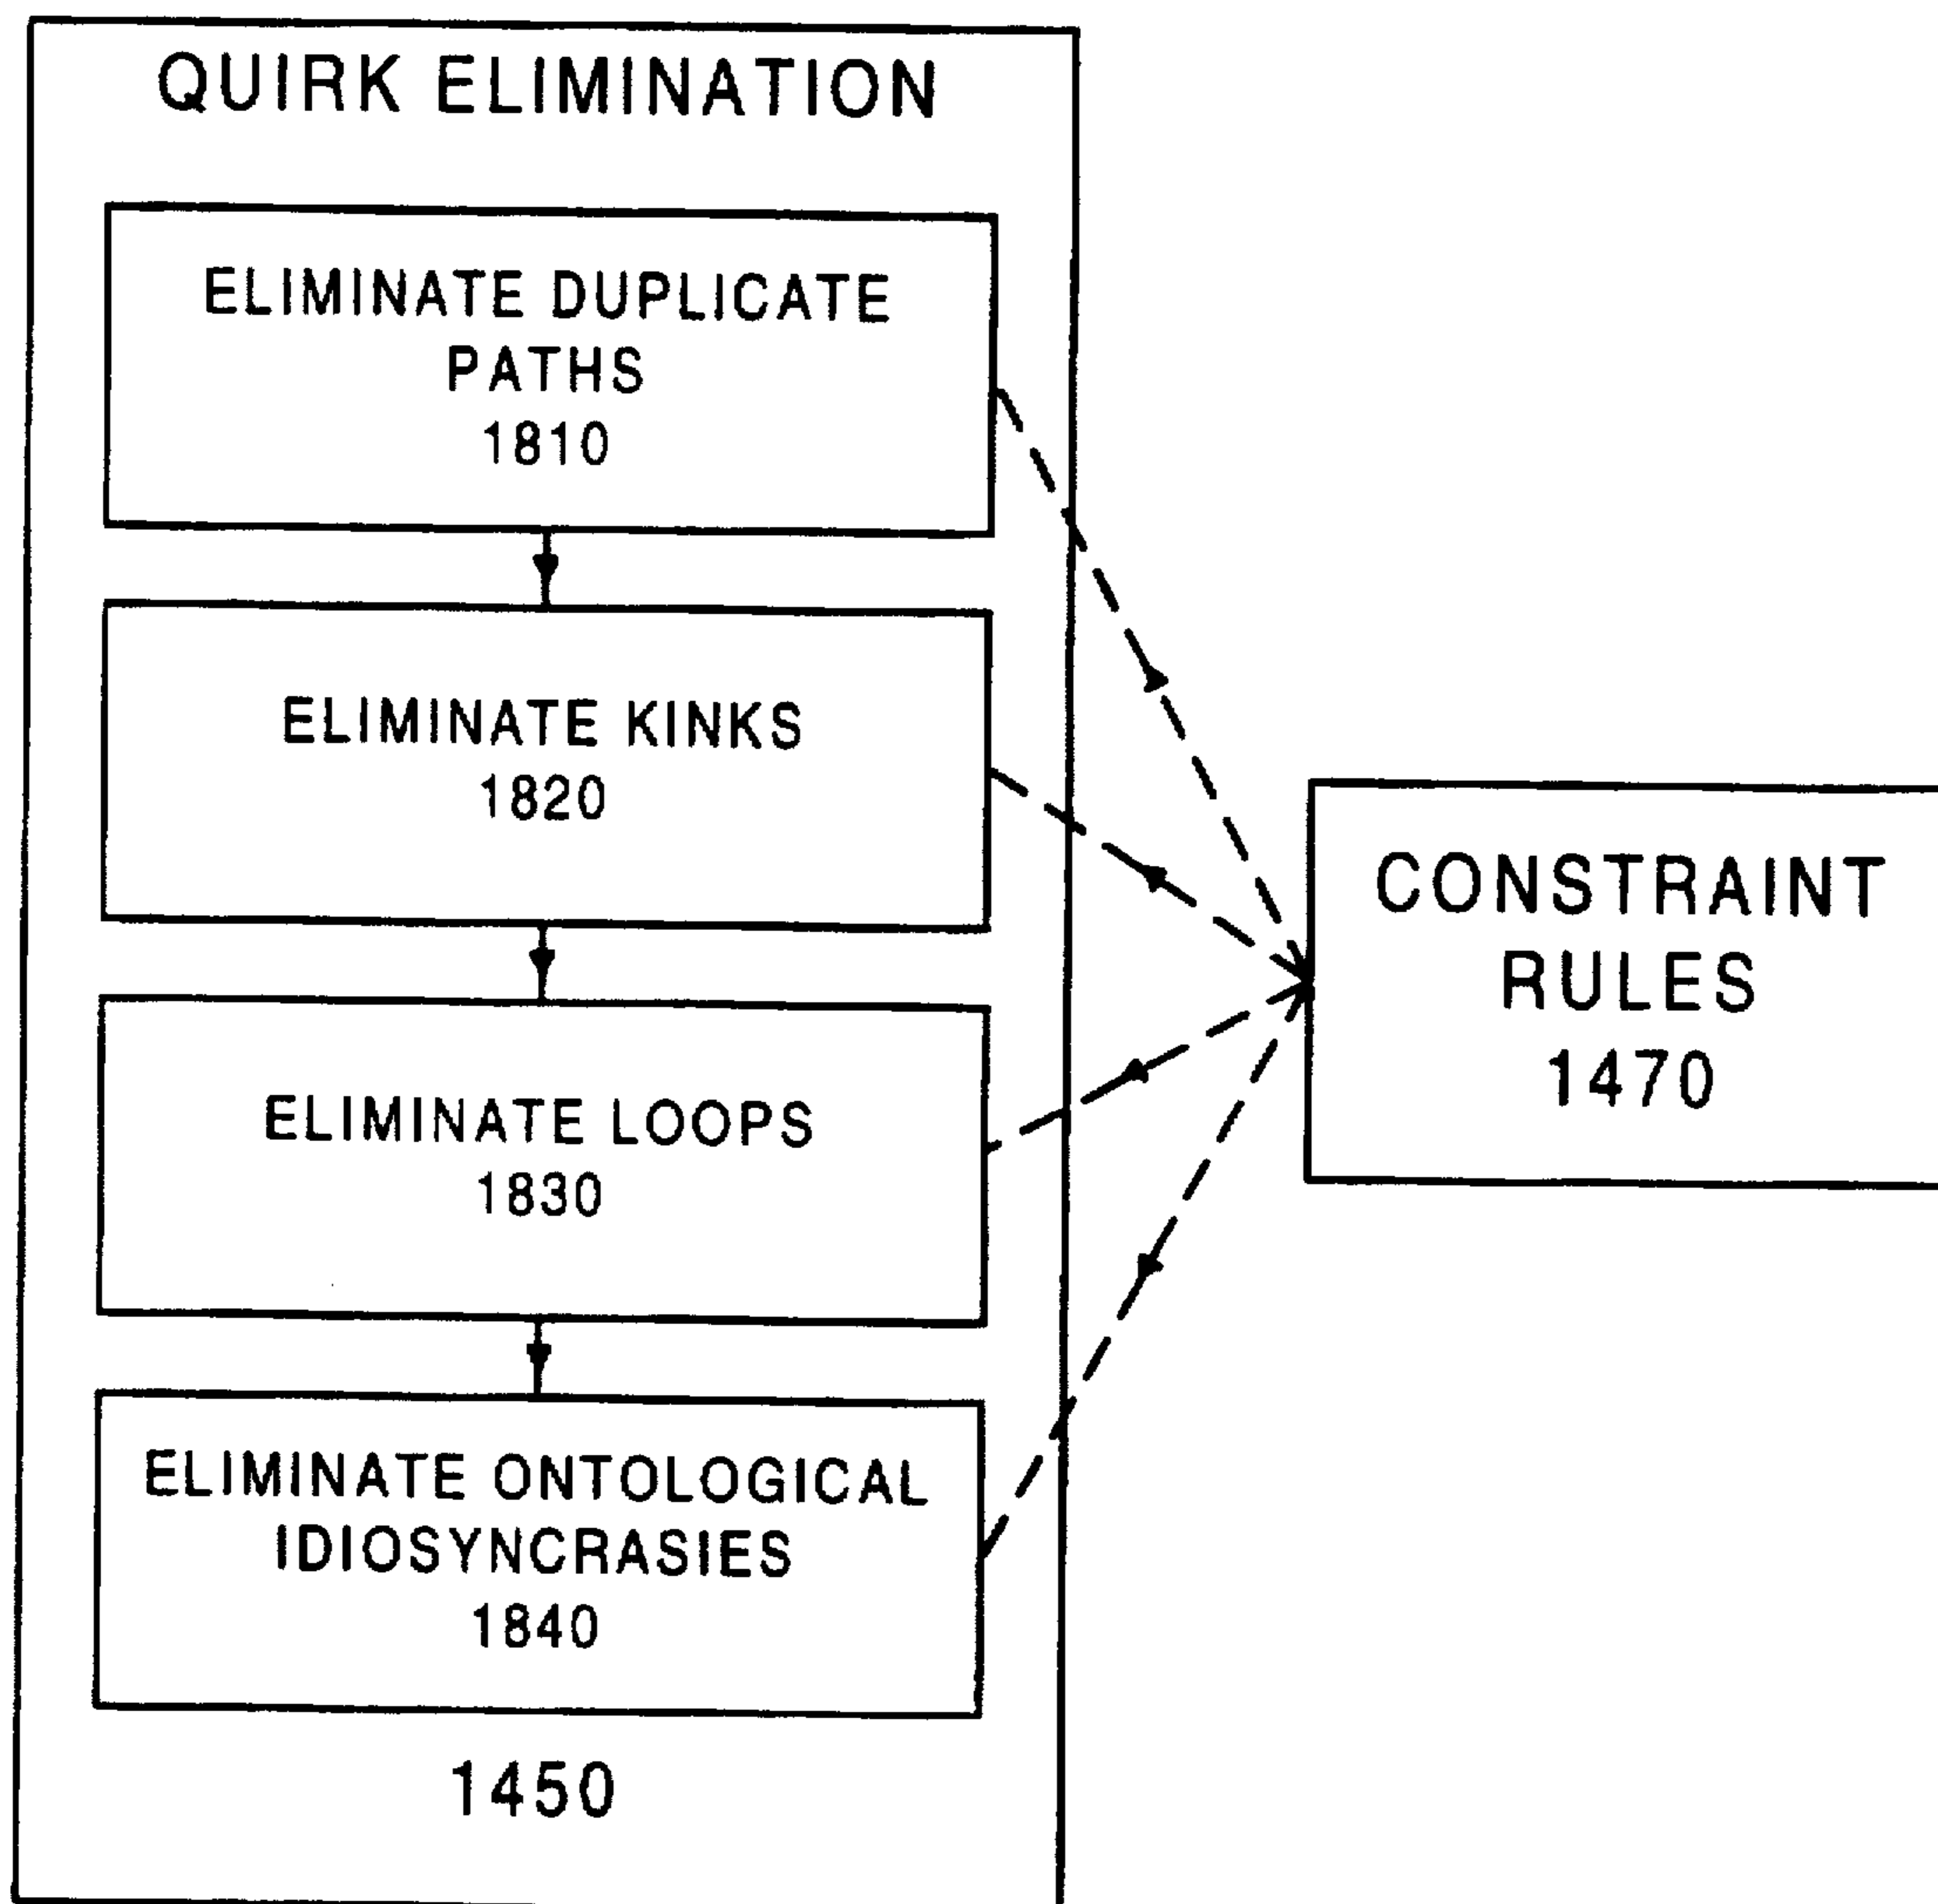 QUIRK ELIMINATION
ELIMINATE DUPLICATE
PATHS
1810
ELIMINATE KINKS
1820
ELIMINATE LOOPS
1830
ELIMINATE ONTOLOGICAL
IDIOSYNCRASIES
1840
1450
CONSTRAINT
RULES
1470